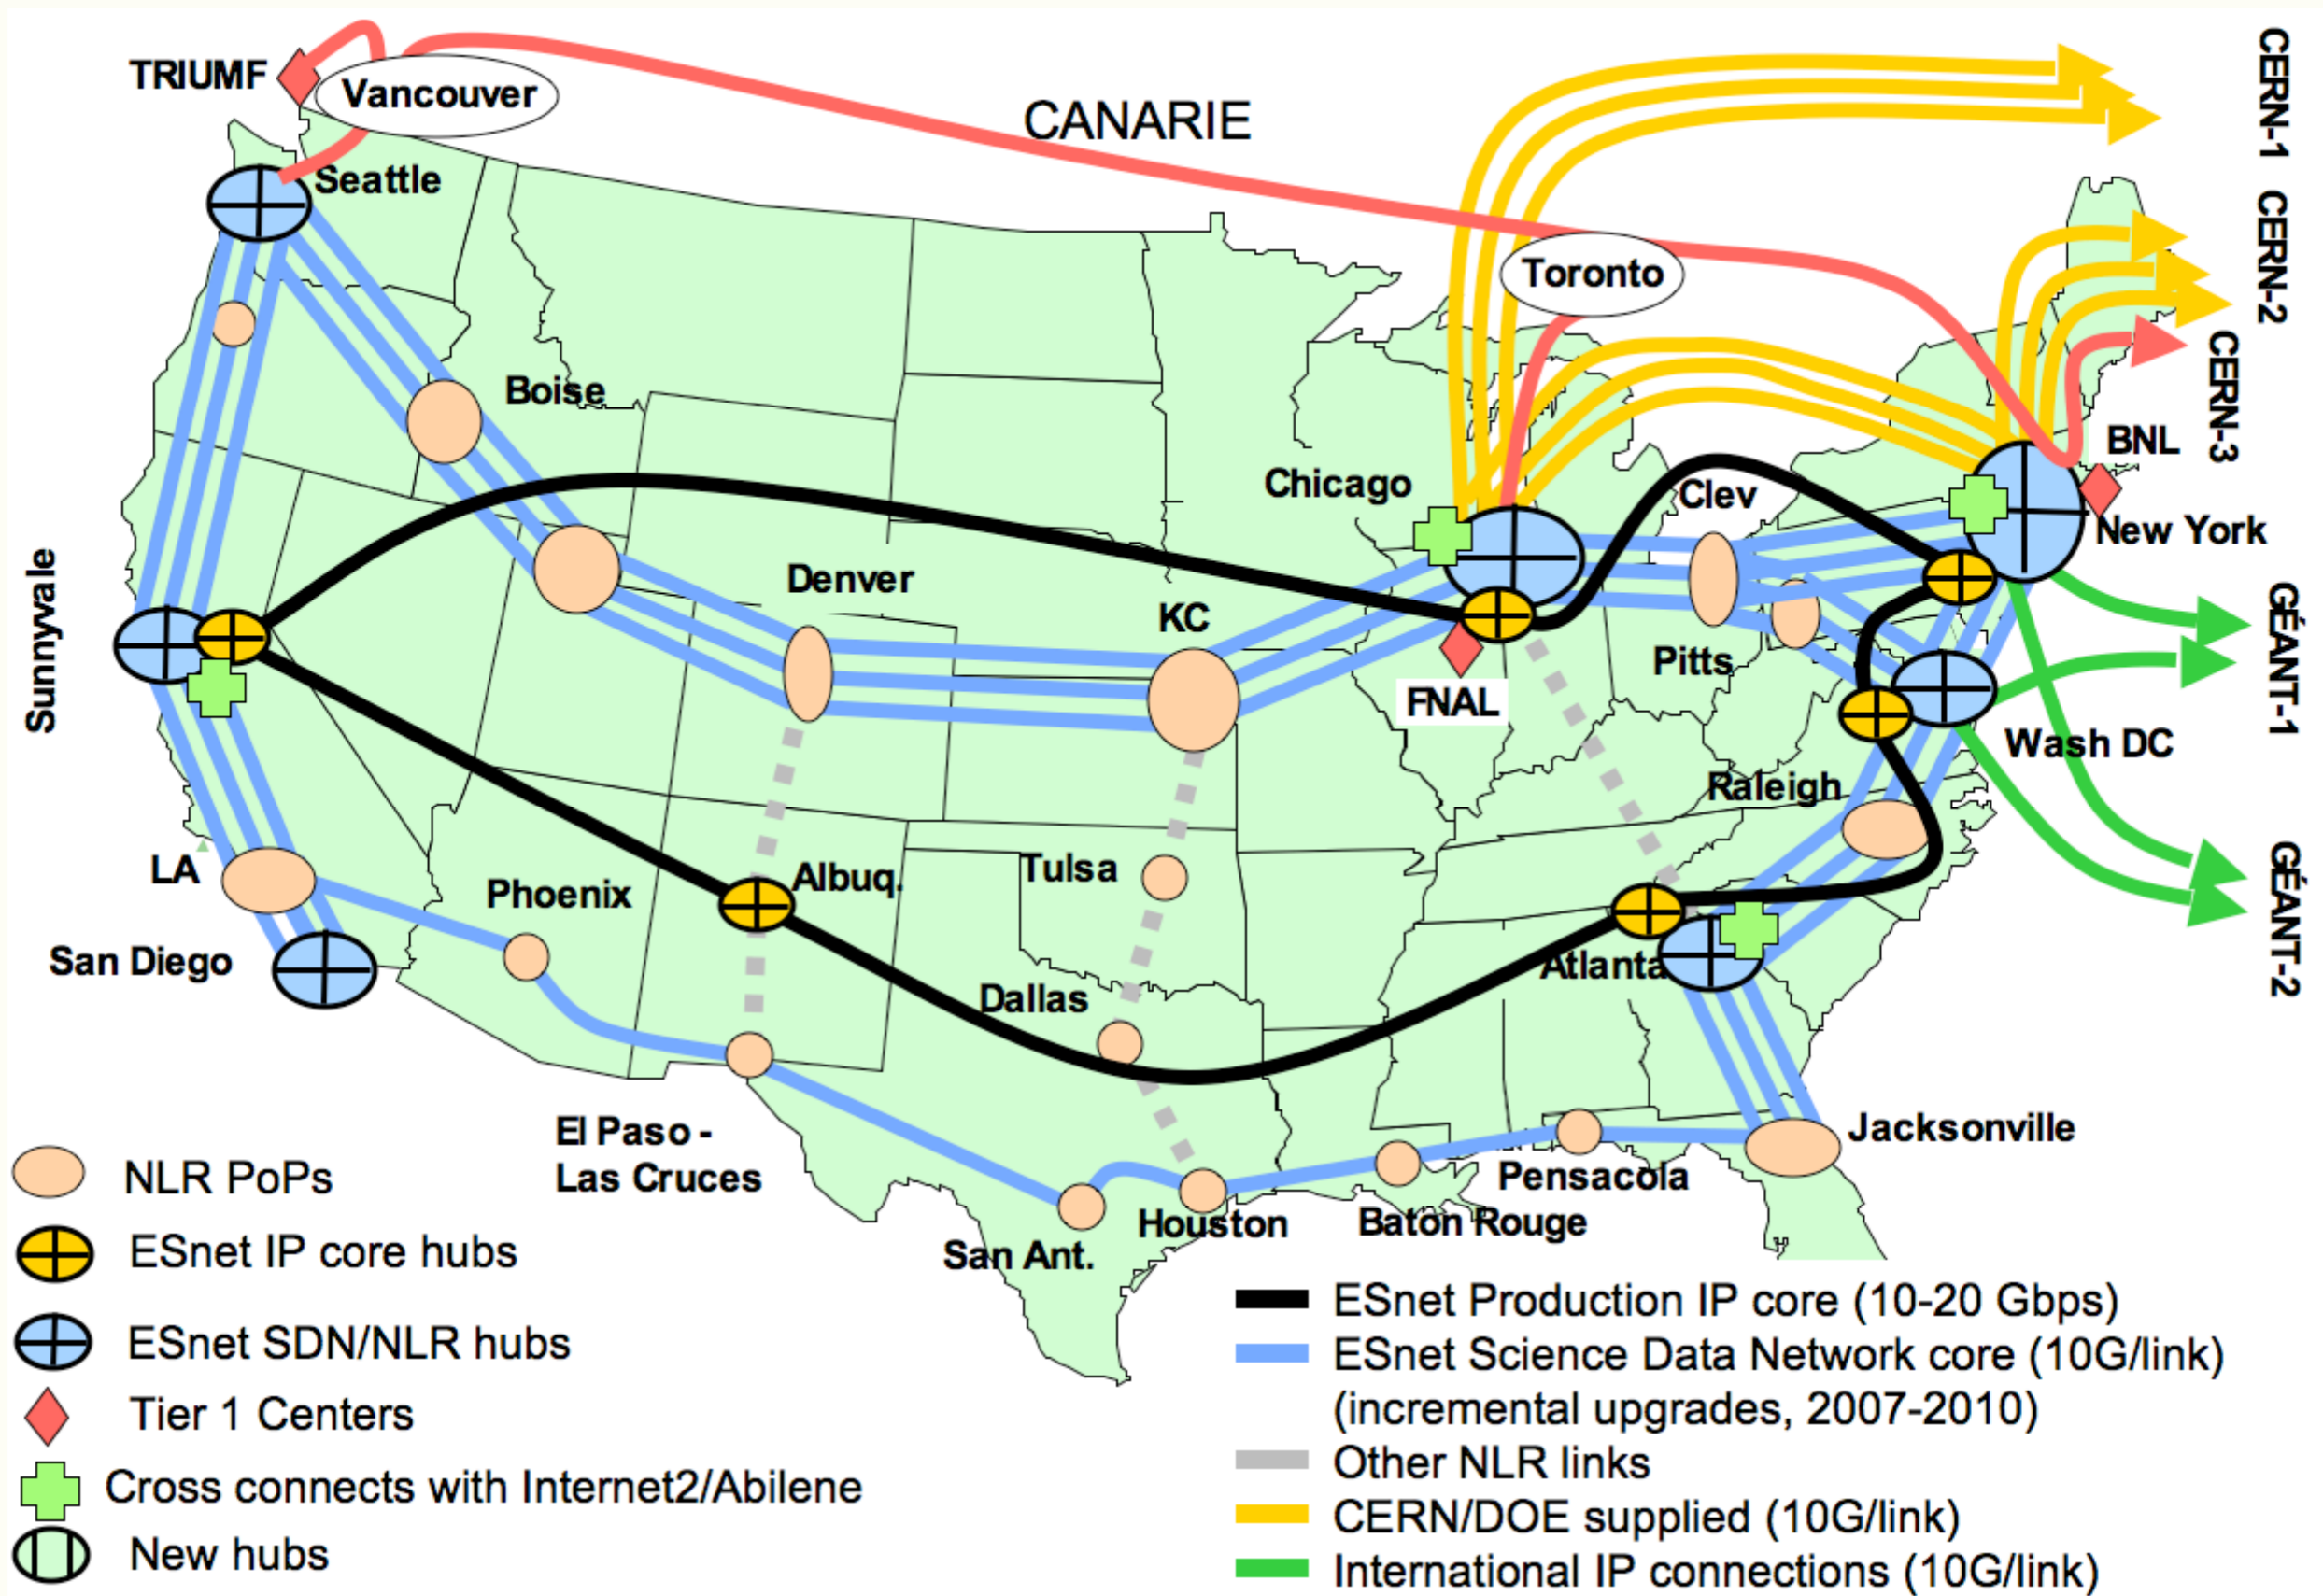 TRIUMF
Vancouver
CANARIE
CERN-1
Seattle
CERN-2
Toronto
CERN-3
Boise
BNL
Chicago
Clev
New York
Sunnyvale
Denver
KC
GÉANT-1
Pitts
FNAL
Wash DC
Raleigh
LA
Phoenix
Albuq.
Tulsa
GÉANT-2
San Diego
Dallas
Atlanta
El Paso -
Las Cruces
Jacksonville
Pensacola
Houston
Baton Rouge
San Ant.
NLR PoPs
ESnet IP core hubs
ESnet SDN/NLR hubs
Tier 1 Centers
Cross connects with Internet2/Abilene
New hubs
ESnet Production IP core (10-20 Gbps)
ESnet Science Data Network core (10G/link)
(incremental upgrades, 2007-2010)
Other NLR links
CERN/DOE supplied (10G/link)
International IP connections (10G/link)